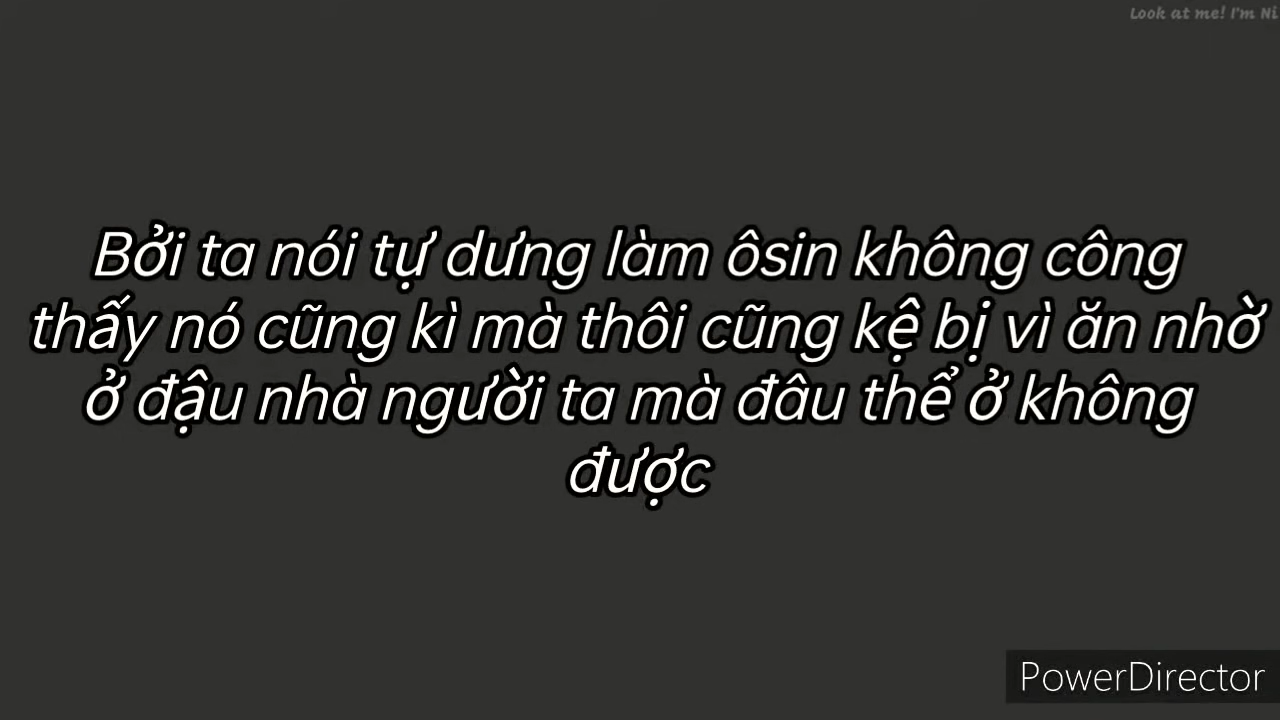 Look at me! I'm Ni
Bởi ta nói tự dưng làm ôsin không công
thấy nó cũng kì mà thôi cũng kệ bị vì ăn nhờ
ở đậu nhà người ta mà đâu thể ở không
được
PowerDirector